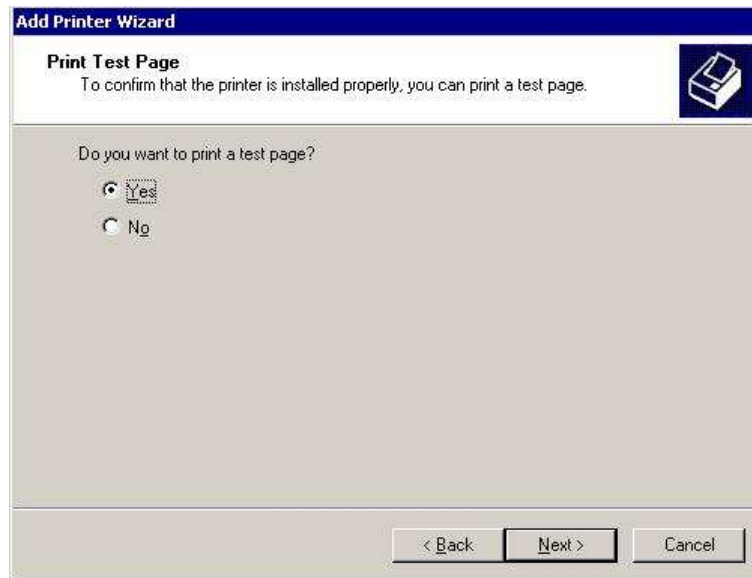 Add Printer Wizard
Print Test Page
To confirm that the printer is installed properly, you can print a test page.
Do you want to print a test page?
Yes
No
< Back Next > Cancel